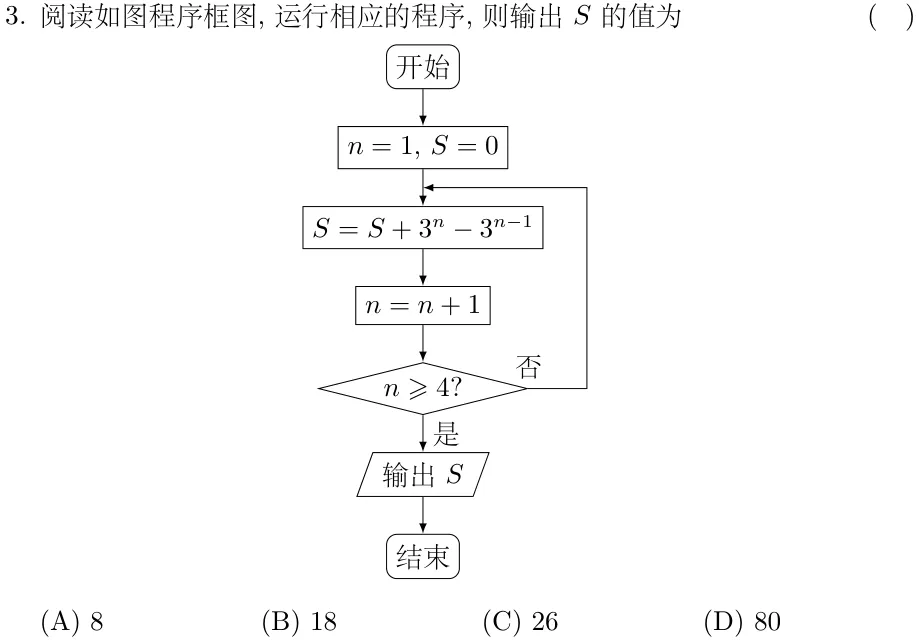 3. 阅读如图程序框图, 运行相应的程序, 则输出 S 的值为 ( )
开始
n = 1, S = 0
S = S + 3ⁿ − 3ⁿ⁻¹
n = n + 1
否
n ⩾ 4?
是
输出 S
结束
(A) 8 (B) 18 (C) 26 (D) 80